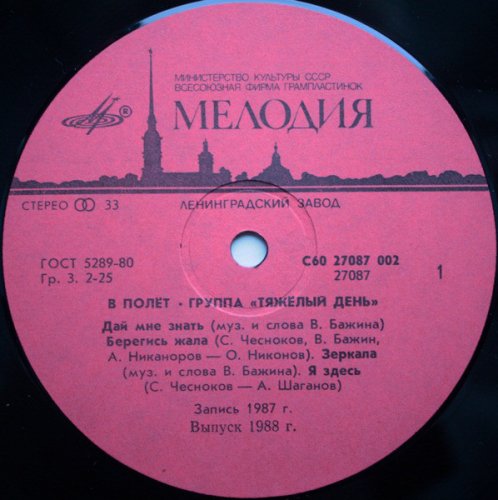 МИНИСТЕРСТВО КУЛЬТУРЫ СССР
ВСЕСОЮЗНАЯ ФИРМА ГРАМПЛАСТИНОК
МЕЛОДИЯ
®
СТЕРЕО 33
ЛЕНИНГРАДСКИЙ ЗАВОД
ГОСТ 5289-80
Гр. 3. 2-25
С60 27087 002
27087
1
В ПОЛЁТ · ГРУППА «ТЯЖЕЛЫЙ ДЕНЬ»
Дай мне знать (муз. и слова В. Бажина)
Берегись жала (С. Чесноков, В. Бажин,
А. Никаноров — О. Никонов). Зеркала
(муз. и слова В. Бажина). Я здесь
(С. Чесноков — А. Шаганов)
Запись 1987 г.
Выпуск 1988 г.